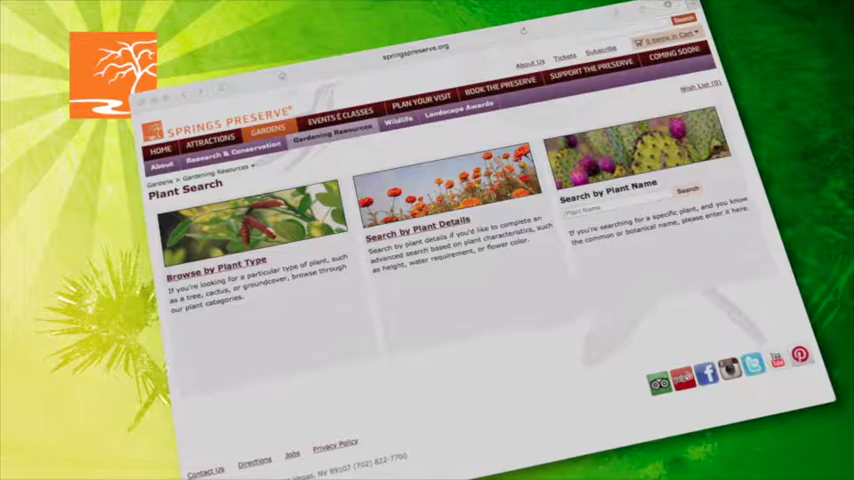 springspreserve.org
Search
0 Items in Cart
About Us Tickets Subscribe
SPRINGS PRESERVE®
HOME ATTRACTIONS GARDENS EVENTS & CLASSES PLAN YOUR VISIT BOOK THE PRESERVE SUPPORT THE PRESERVE COMING SOON!
About Research & Conservation Gardening Resources Wildlife Landscape Awards
Wish List (0)
Gardens > Gardening Resources
Plant Search
Browse by Plant Type
If you're looking for a particular type of plant, such
as a tree, cactus, or groundcover, browse through
our plant categories.
Search by Plant Details
Search by plant details if you'd like to complete an
advanced search based on plant characteristics, such
as height, water requirement, or flower color.
Search by Plant Name
Plant Name
Search
If you're searching for a specific plant, and you know
the common or botanical name, please enter it here.
yelp
You
Tube
Contact Us Directions Jobs Privacy Policy
Vegas, NV 89107 (702) 822-7700